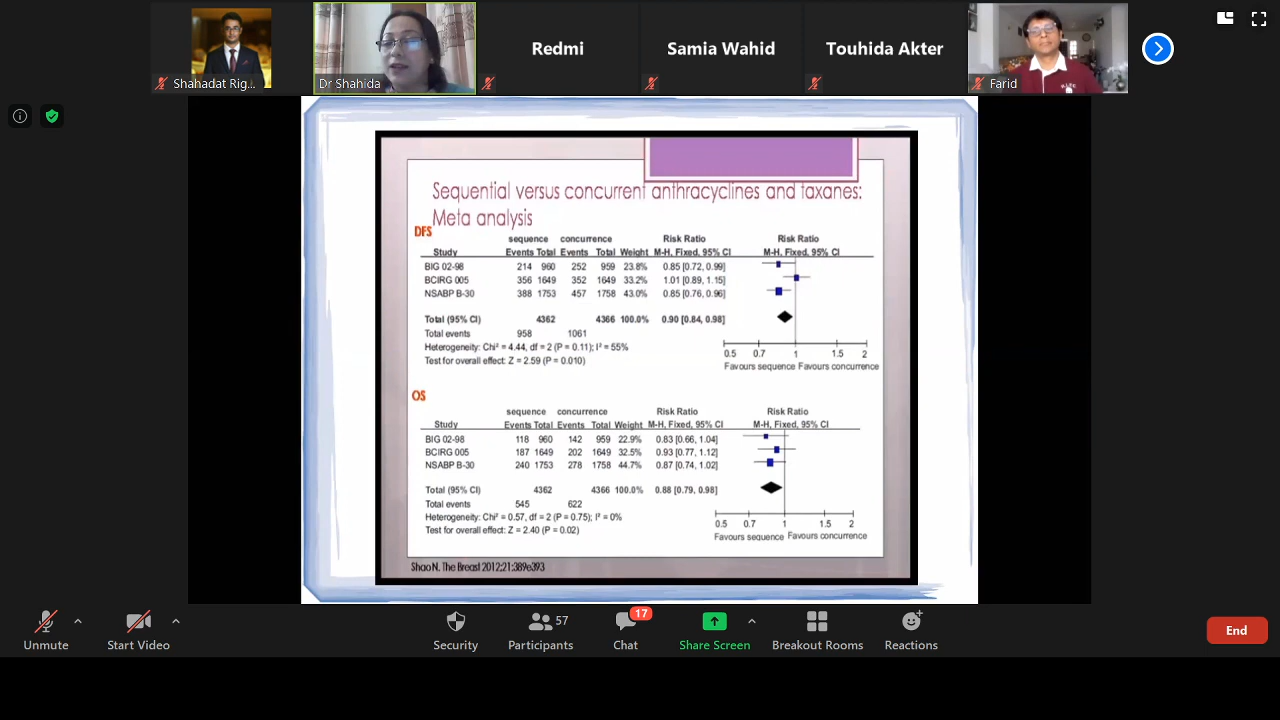 Redmi
Samia Wahid
Touhida Akter
Shahadat Rig...
Dr Shahida
Farid
Sequential versus concurrent anthracyclines and taxanes:
Meta analysis
DFS
sequence concurrence Risk Ratio Risk Ratio
Study Events Total Events Total Weight M-H, Fixed, 95% CI M-H, Fixed, 95% CI
BIG 02-98 214 960 252 959 23.8% 0.85 [0.72, 0.99]
BCIRG 005 356 1649 352 1649 33.2% 1.01 [0.89, 1.15]
NSABP B-30 388 1753 457 1758 43.0% 0.85 [0.76, 0.96]
Total (95% CI) 4362 4366 100.0% 0.90 [0.84, 0.98]
Total events 958 1061
Heterogeneity: Chi² = 4.44, df = 2 (P = 0.11); I² = 55%
Test for overall effect: Z = 2.59 (P = 0.010)
0.5 0.7 1 1.5 2
Favours sequence Favours concurrence
OS
sequence concurrence Risk Ratio Risk Ratio
Study Events Total Events Total Weight M-H, Fixed, 95% CI M-H, Fixed, 95% CI
BIG 02-98 118 960 142 959 22.9% 0.83 [0.66, 1.04]
BCIRG 005 187 1649 202 1649 32.5% 0.93 [0.77, 1.12]
NSABP B-30 240 1753 278 1758 44.7% 0.87 [0.74, 1.02]
Total (95% CI) 4362 4366 100.0% 0.88 [0.79, 0.98]
Total events 545 622
Heterogeneity: Chi² = 0.57, df = 2 (P = 0.75); I² = 0%
Test for overall effect: Z = 2.40 (P = 0.02)
0.5 0.7 1 1.5 2
Favours sequence Favours concurrence
Shao N. The Breast 2012;21:389e393
57
17
Unmute
Start Video
Security
Participants
Chat
Share Screen
Breakout Rooms
Reactions
End